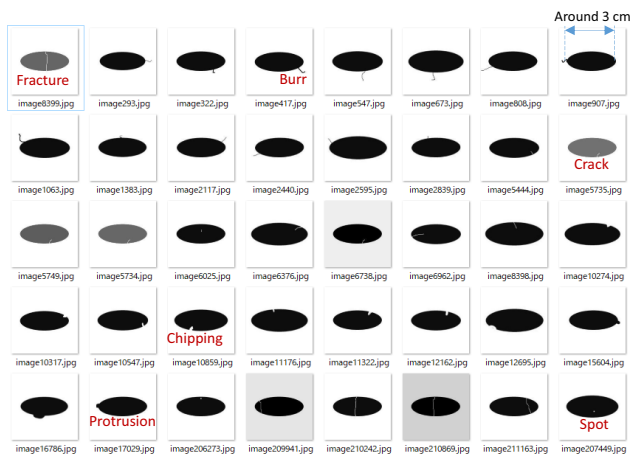 Around 3 cm
Fracture
Burr
image8399.jpg image293.jpg image322.jpg image417.jpg image547.jpg image673.jpg image808.jpg image907.jpg
Crack
image1063.jpg image1383.jpg image2117.jpg image2440.jpg image2595.jpg image2839.jpg image5444.jpg image5735.jpg
image5749.jpg image5734.jpg image6025.jpg image6376.jpg image6738.jpg image6962.jpg image8398.jpg image10274.jpg
Chipping
image10317.jpg image10547.jpg image10859.jpg image11176.jpg image11322.jpg image12162.jpg image12695.jpg image15604.jpg
Protrusion
Spot
image16786.jpg image17029.jpg image206273.jpg image209941.jpg image210242.jpg image210869.jpg image211163.jpg image207449.jpg